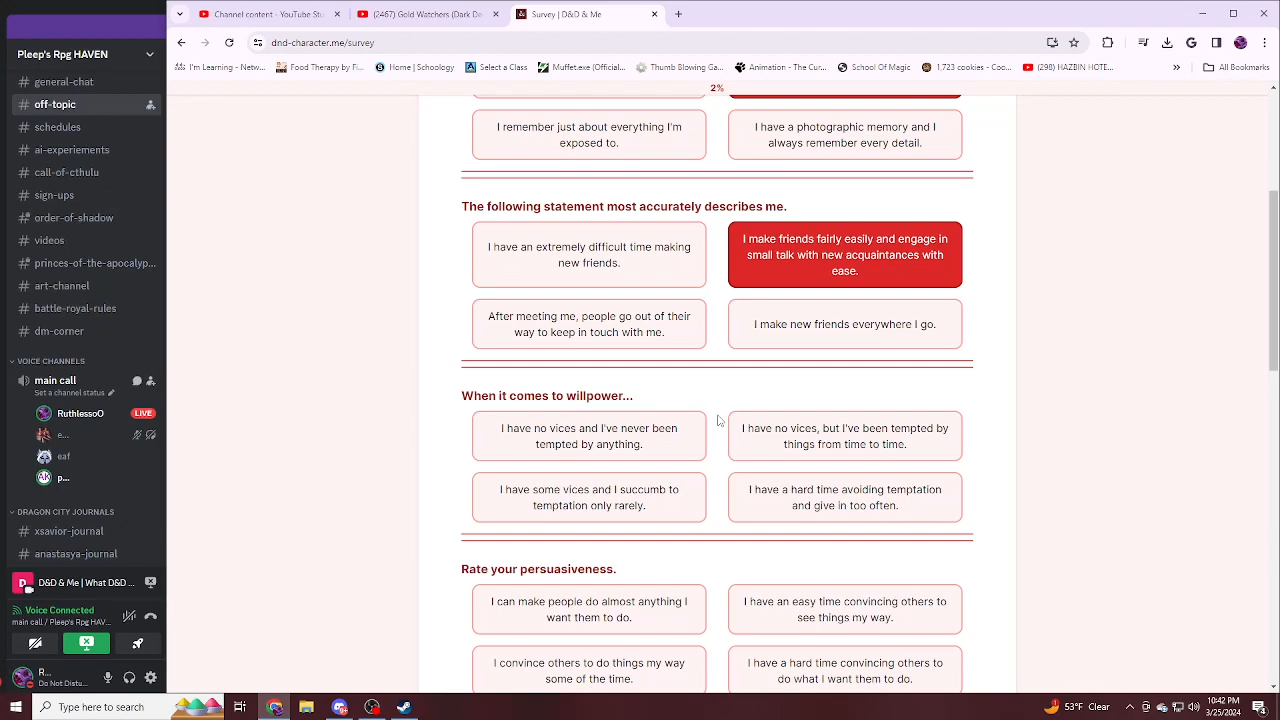 Channel content - YouTube Stu
(2467) Gold Watchers (Dark De
Survey | D&D & Me
Pleep's Rpg HAVEN
dnd-character.me/survey
I'm Learning - Netw...
Food Therapy by Fi...
Home | Schoology
Select a Class
Muffet.exe (Official...
Thumb Blowing Ga...
Animation - The Cur...
School Of Magic
1,723 cookies - Coo...
(298) HAZBIN HOTE...
All Bookmarks
2%
general-chat
off-topic
schedules
ai-experiements
call-of-cthulu
sign-ups
order-of-shadow
videos
princes-of-the-apocalyp...
art-channel
battle-royal-rules
dm-corner
VOICE CHANNELS
main call
Set a channel status
RuthlessoO
LIVE
e...
eaf
AK
p...
DRAGON CITY JOURNALS
xsavior-journal
anastasya-journal
D
D&D & Me | What D&D ...
Voice Connected
main call / Pleep's Rpg HAV...
R...
Do Not Distu...
I remember just about everything I'm
exposed to.
I have a photographic memory and I
always remember every detail.
The following statement most accurately describes me.
I have an extremely difficult time making
new friends.
I make friends fairly easily and engage in
small talk with new acquaintances with
ease.
After meeting me, people go out of their
way to keep in touch with me.
I make new friends everywhere I go.
When it comes to willpower...
I have no vices and I've never been
tempted by anything.
I have no vices, but I've been tempted by
things from time to time.
I have some vices and I succumb to
temptation only rarely.
I have a hard time avoiding temptation
and give in too often.
Rate your persuasiveness.
I can make people do almost anything I
want them to do.
I have an easy time convincing others to
see things my way.
I convince others to do things my way
some of the time.
I have a hard time convincing others to
do what I want them to do.
Type here to search
53°F Clear
10:42 PM
3/25/2024